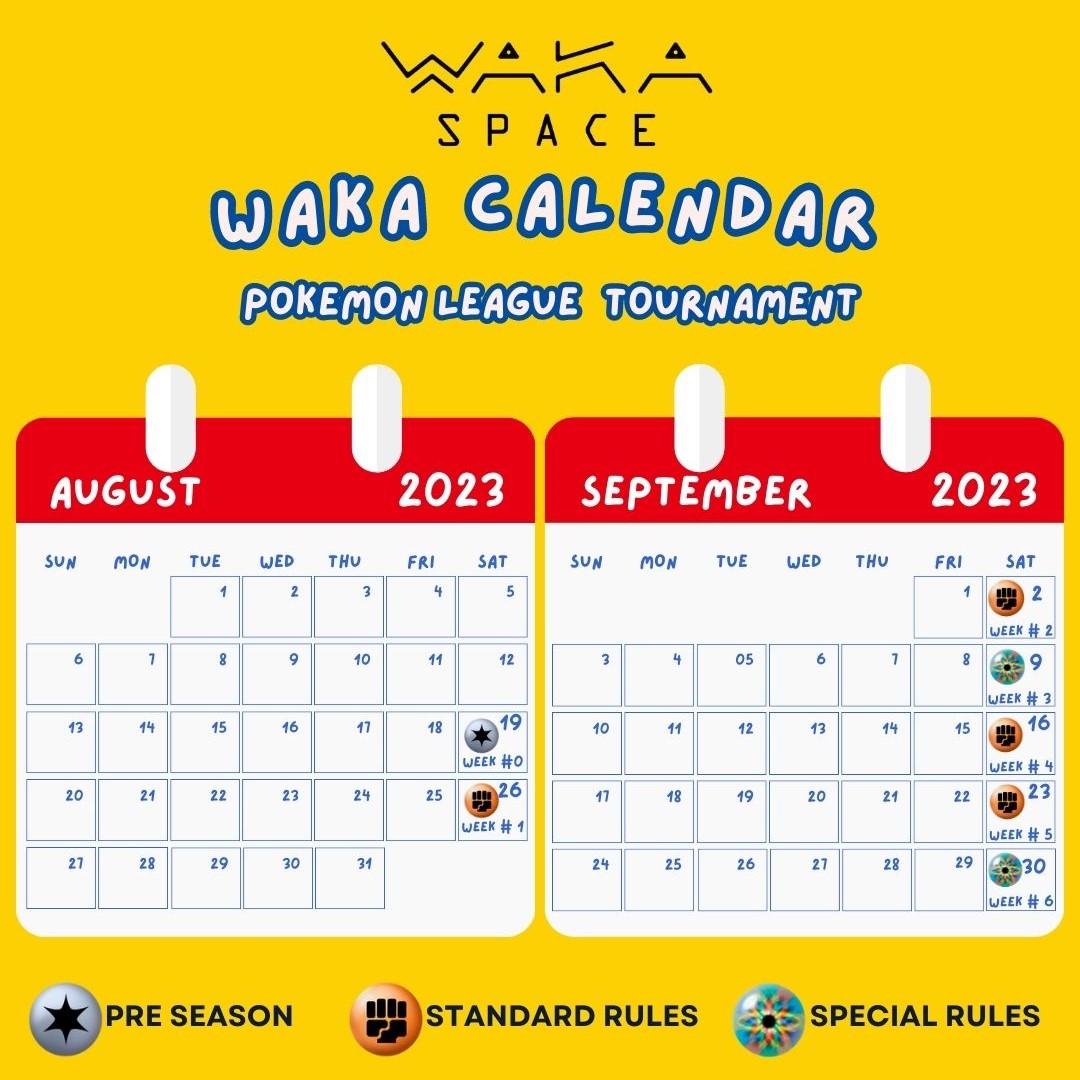 WAKA
SPACE
WAKA CALENDAR
POKEMON LEAGUE TOURNAMENT
AUGUST 2023
SUN MON TUE WED THU FRI SAT
1 2 3 4 5
6 7 8 9 10 11 12
13 14 15 16 17 18 19
WEEK #0
20 21 22 23 24 25 26
WEEK # 1
27 28 29 30 31
SEPTEMBER 2023
SUN MON TUE WED THU FRI SAT
1 2
WEEK # 2
3 4 05 6 7 8 9
WEEK # 3
10 11 12 13 14 15 16
WEEK # 4
17 18 19 20 21 22 23
WEEK # 5
24 25 26 27 28 29 30
WEEK # 6
PRE SEASON STANDARD RULES SPECIAL RULES